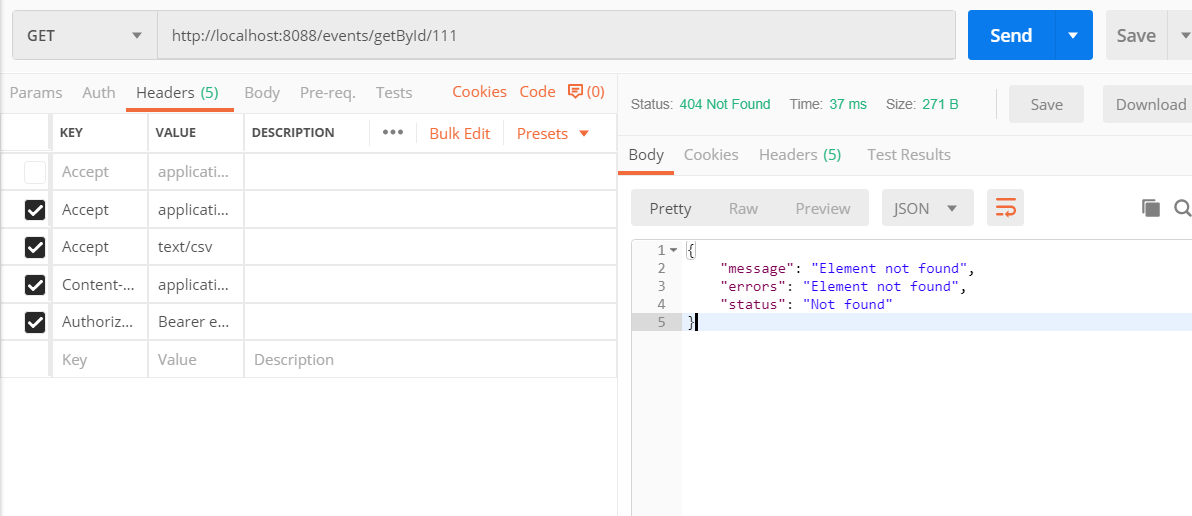 GET http://localhost:8088/events/getById/111 Send Save
Params Auth Headers (5) Body Pre-req. Tests Cookies Code (0)
KEY VALUE DESCRIPTION ••• Bulk Edit Presets
Accept applicati...
Accept applicati...
Accept text/csv
Content-... applicati...
Authoriz... Bearer e...
Key Value Description
Status: 404 Not Found Time: 37 ms Size: 271 B Save Download
Body Cookies Headers (5) Test Results
Pretty Raw Preview JSON
1 {
2 "message": "Element not found",
3 "errors": "Element not found",
4 "status": "Not found"
5 }